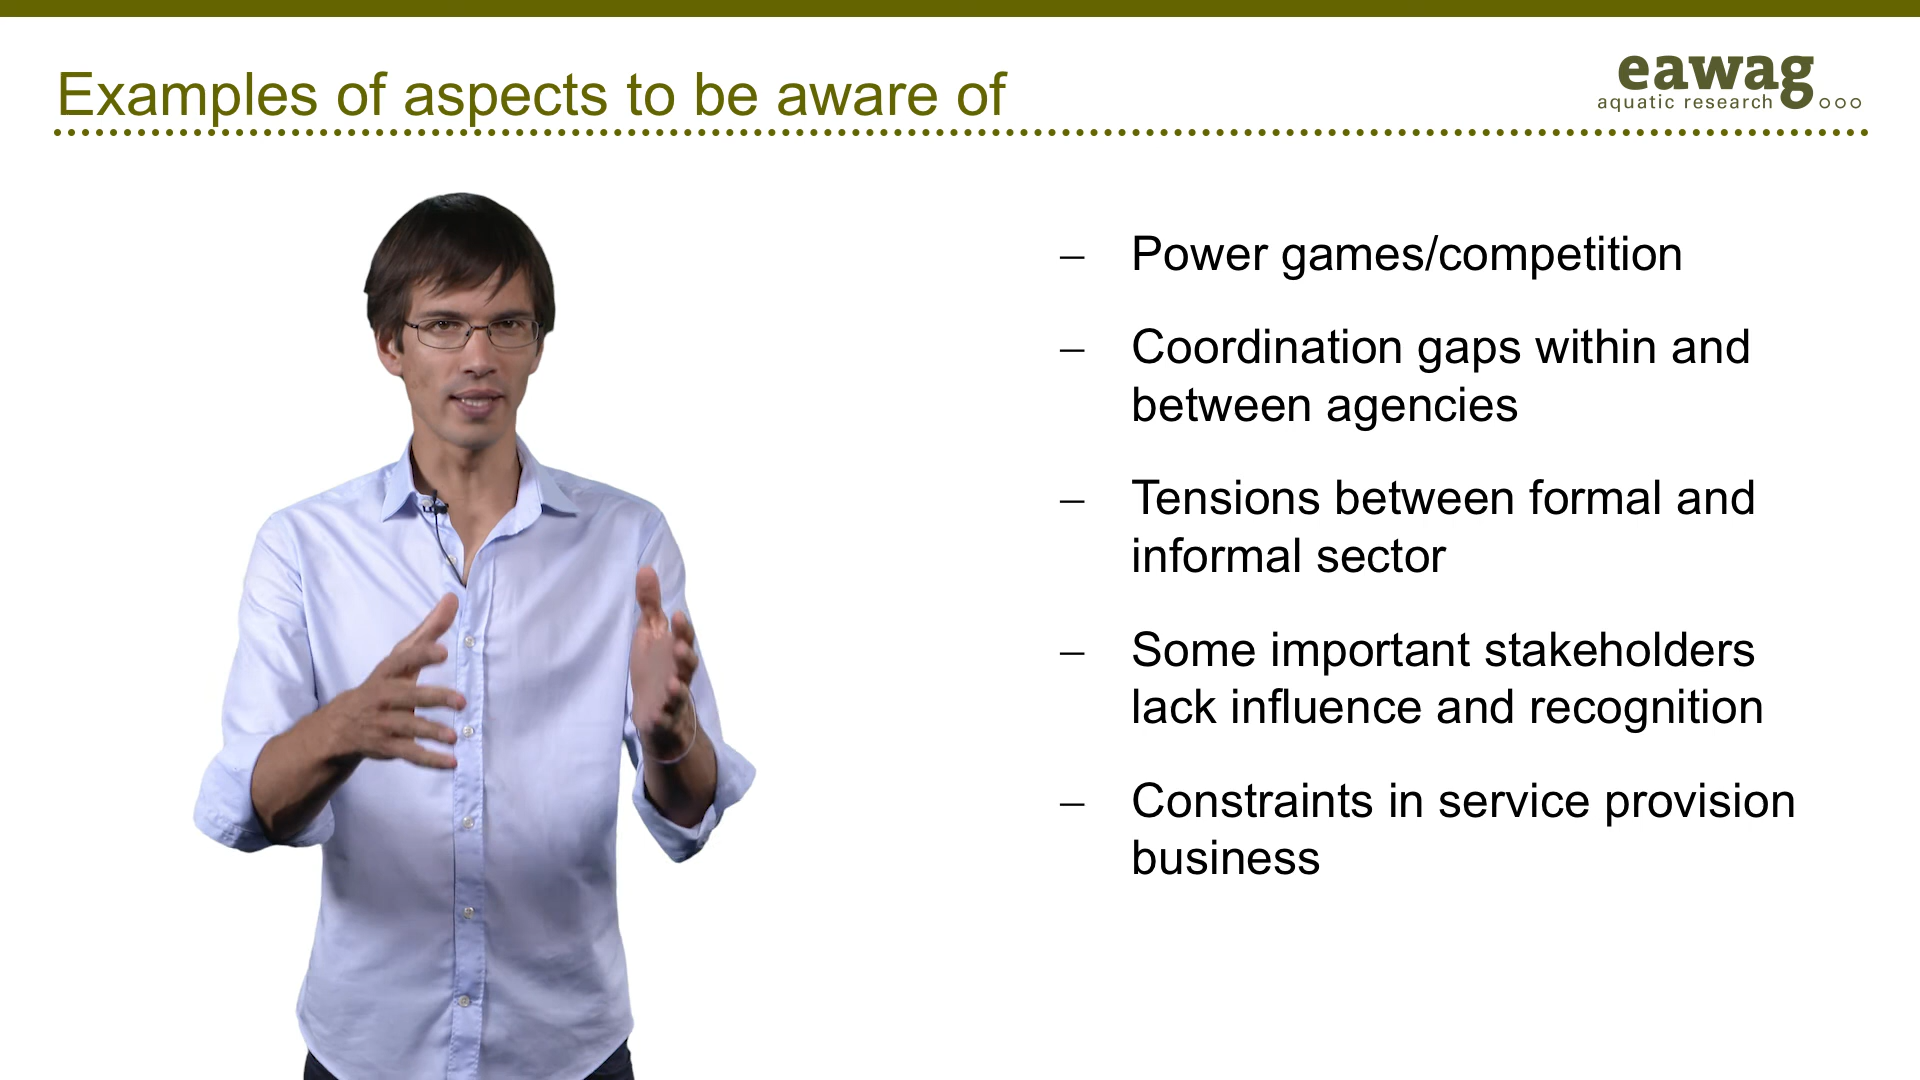 Examples of aspects to be aware of
eawag
aquatic research
– Power games/competition
– Coordination gaps within and
between agencies
– Tensions between formal and
informal sector
– Some important stakeholders
lack influence and recognition
– Constraints in service provision
business